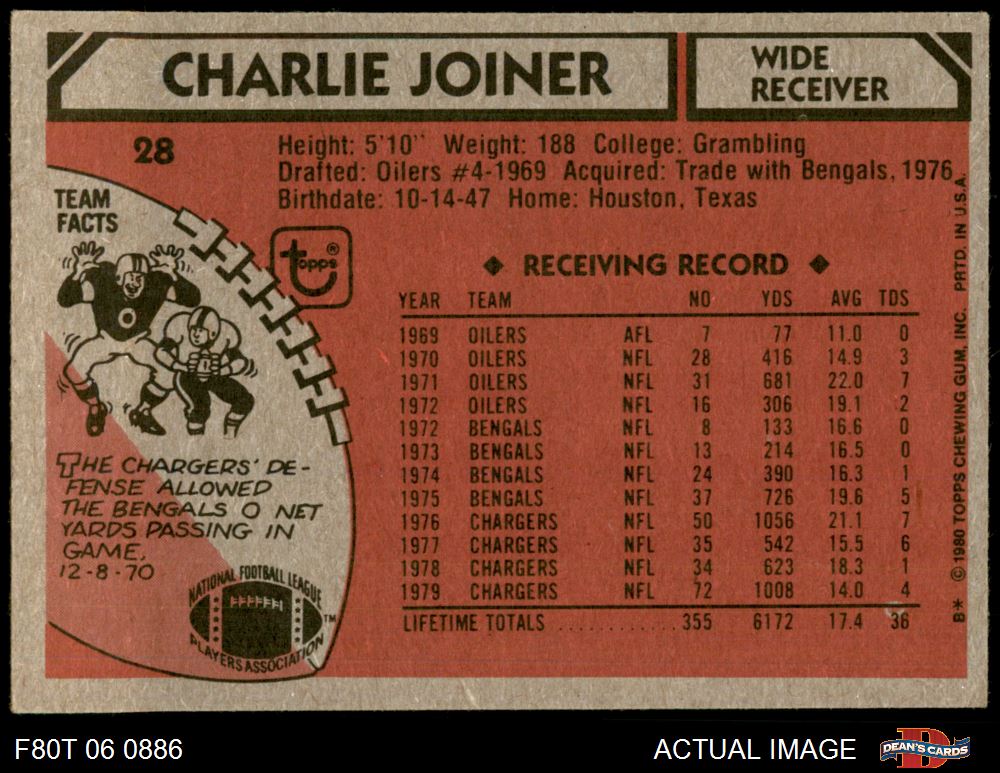 CHARLIE JOINER
WIDE
RECEIVER
28
Height: 5'10" Weight: 188 College: Grambling
Drafted: Oilers #4-1969 Acquired: Trade with Bengals, 1976
Birthdate: 10-14-47 Home: Houston, Texas
TEAM
FACTS
topps®
0
1
THE CHARGERS' DE-
FENSE ALLOWED
THE BENGALS 0 NET
YARDS PASSING IN
GAME,
12-8-70
NATIONAL FOOTBALL LEAGUE
PLAYERS ASSOCIATION
TM
◆ RECEIVING RECORD ◆
YEAR TEAM NO YDS AVG TDS
1969 OILERS AFL 7 77 11.0 0
1970 OILERS NFL 28 416 14.9 3
1971 OILERS NFL 31 681 22.0 7
1972 OILERS NFL 16 306 19.1 2
1972 BENGALS NFL 8 133 16.6 0
1973 BENGALS NFL 13 214 16.5 0
1974 BENGALS NFL 24 390 16.3 1
1975 BENGALS NFL 37 726 19.6 5
1976 CHARGERS NFL 50 1056 21.1 7
1977 CHARGERS NFL 35 542 15.5 6
1978 CHARGERS NFL 34 623 18.3 1
1979 CHARGERS NFL 72 1008 14.0 4
LIFETIME TOTALS ............ 355 6172 17.4 36
B* © 1980 TOPPS CHEWING GUM, INC. PRTD. IN U.S.A.
F80T 06 0886
ACTUAL IMAGE
DEAN'S CARDS